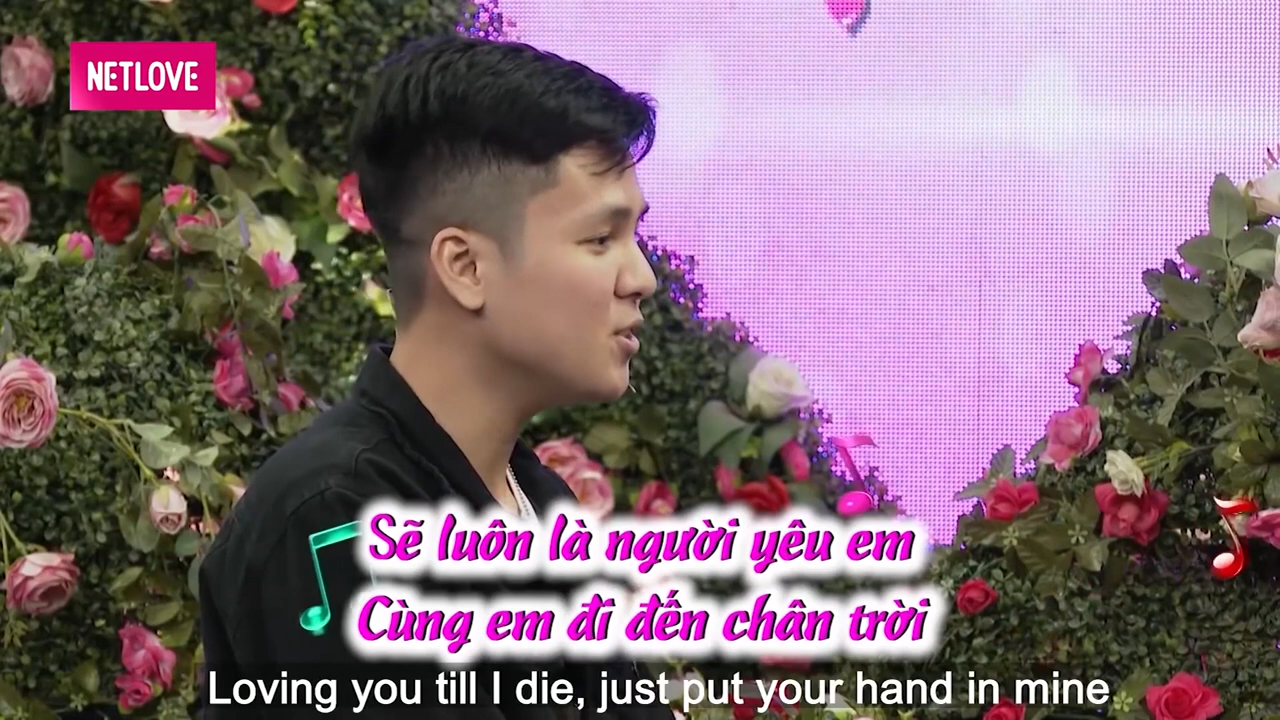 NETLOVE
Sẽ luôn là người yêu em
Cùng em đi đến chân trời
Loving you till I die, just put your hand in mine